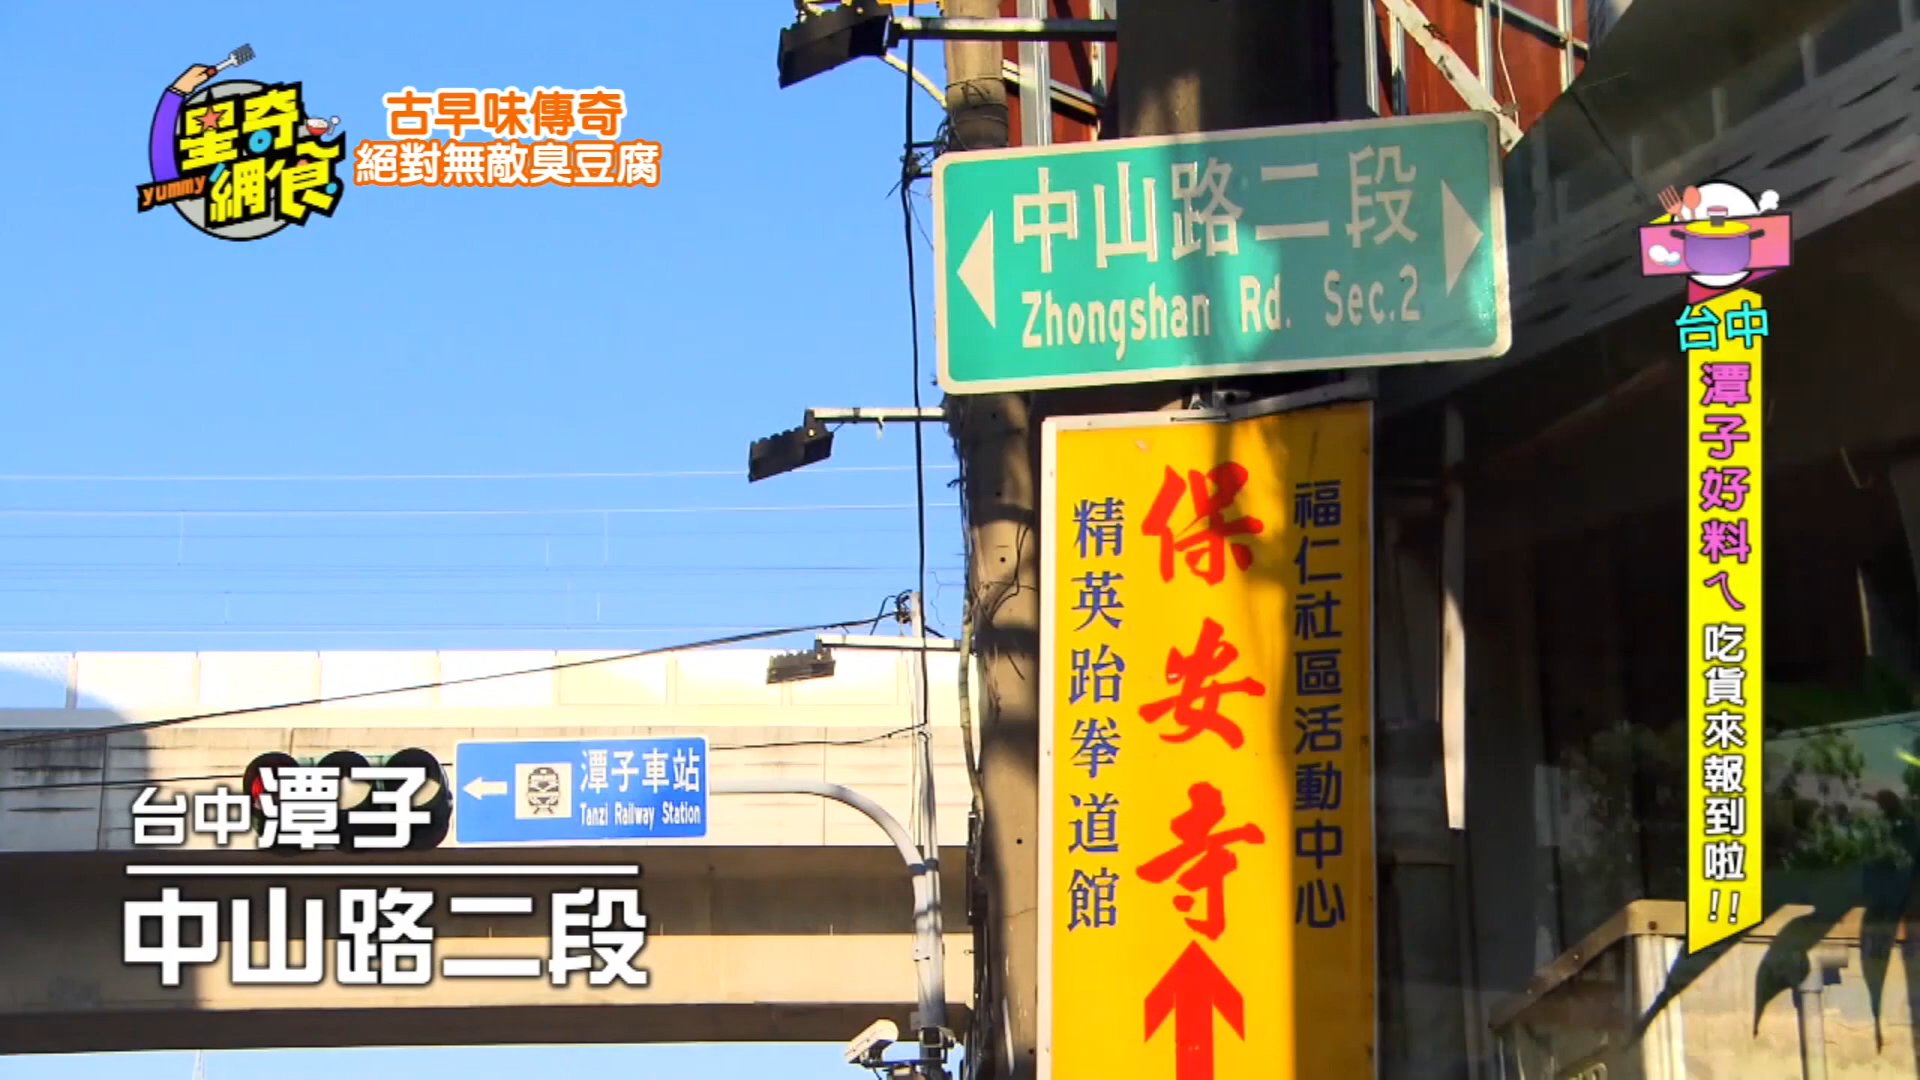 星奇
網食
yummy
古早味傳奇
絕對無敵臭豆腐
中山路二段
Zhongshan Rd. Sec.2
福仁社區活動中心
保安寺
精英跆拳道館
潭子車站
Tanzi Railway Station
台中潭子
中山路二段
台中
潭子好料ㄟ
吃貨來報到啦!!